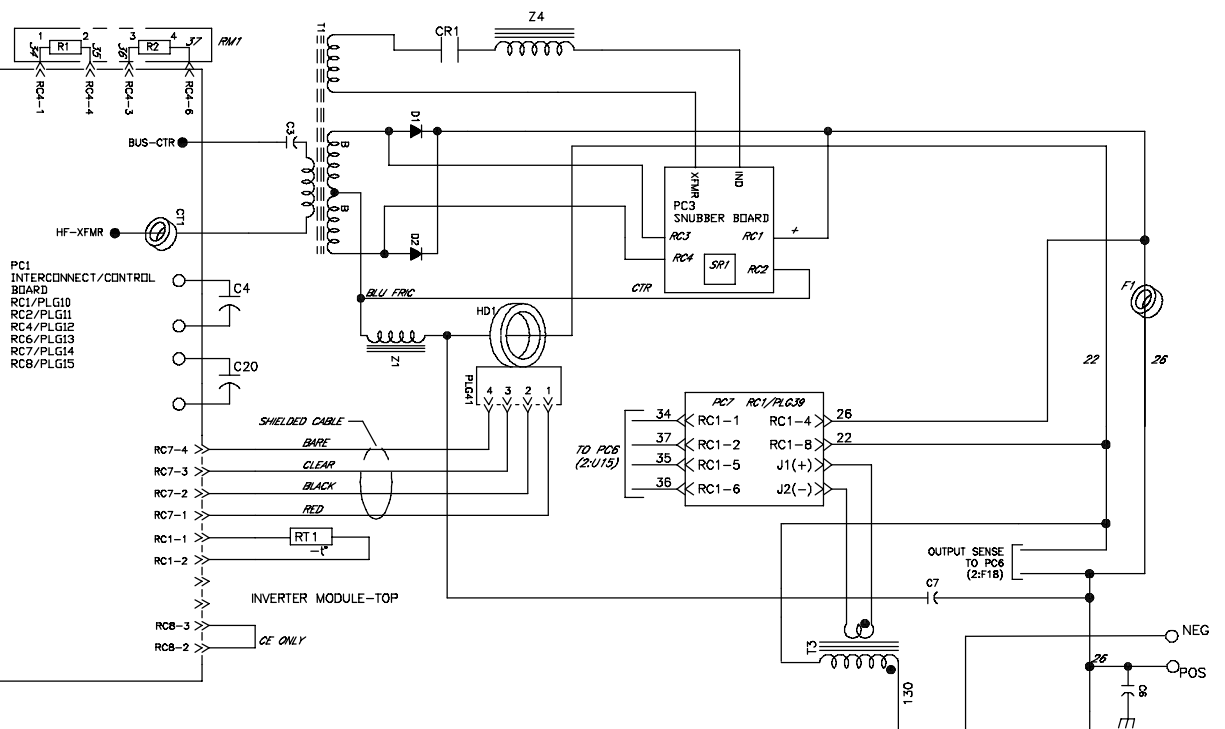 Z4
T1
CR1
1 2 3 4
R1 R2
34 35 36 37
RM1
RC4-1
RC4-4
RC4-3
RC4-6
D1
C3
BUS-CTR
B
XFMR
IND
PC3
SNUBBER BOARD
B
CT1
HF-XFMR
D2
RC3 RC1
+
RC4 SR1 RC2
PC1
INTERCONNECT/CONTROL
BOARD
RC1/PLG10
RC2/PLG11
RC4/PLG12
RC6/PLG13
RC7/PLG14
RC8/PLG15
C4
BLU FRIC
CTR
F1
HD1
Z1
22
26
C20
PLG41
4 3 2 1
PC7 RC1/PLG39
SHIELDED CABLE
34 RC1-1 RC1-4 26
37 RC1-2 RC1-8 22
35 RC1-5 J1(+)
36 RC1-6 J2(-)
TO PC6
(2:U15)
RC7-4 BARE
RC7-3 CLEAR
RC7-2 BLACK
RC7-1 RED
RC1-1 RT1
-t°
RC1-2
OUTPUT SENSE
TO PC6
(2:F18)
C7
INVERTER MODULE-TOP
RC8-3
CE ONLY
RC8-2
T3
NEG
26
POS
130
C6